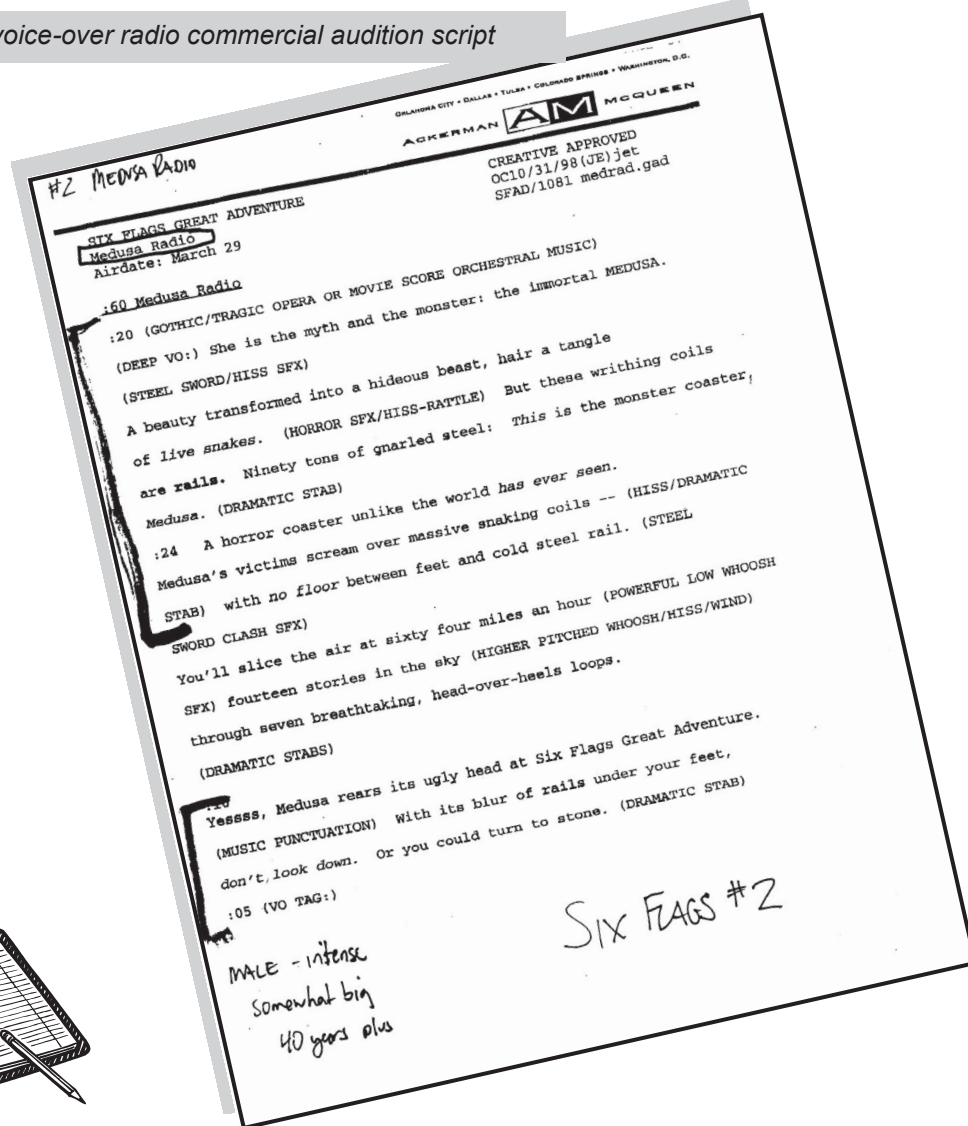 voice-over radio commercial audition script
OKLAHOMA CITY • DALLAS • TULSA • COLORADO SPRINGS • WASHINGTON, D.C.
ACKERMAN AM McQUEEN
#2 MEDUSA RADIO
CREATIVE APPROVED
OC10/31/98(JE)jet
SFAD/1081 medrad.gad
SIX FLAGS GREAT ADVENTURE
Medusa Radio
Airdate: March 29
:60 Medusa Radio
:20 (GOTHIC/TRAGIC OPERA OR MOVIE SCORE ORCHESTRAL MUSIC)
(DEEP VO:) She is the myth and the monster: the immortal MEDUSA.
(STEEL SWORD/HISS SFX)
A beauty transformed into a hideous beast, hair a tangle
of live snakes. (HORROR SFX/HISS-RATTLE) But these writhing coils
are rails. Ninety tons of gnarled steel: This is the monster coaster,
Medusa. (DRAMATIC STAB)
:24 A horror coaster unlike the world has ever seen.
Medusa's victims scream over massive snaking coils -- (HISS/DRAMATIC
STAB) with no floor between feet and cold steel rail. (STEEL
SWORD CLASH SFX)
You'll slice the air at sixty four miles an hour (POWERFUL LOW WHOOSH
SFX) fourteen stories in the sky (HIGHER PITCHED WHOOSH/HISS/WIND)
through seven breathtaking, head-over-heels loops.
(DRAMATIC STABS)
Yessss, Medusa rears its ugly head at Six Flags Great Adventure.
(MUSIC PUNCTUATION) With its blur of rails under your feet,
don't look down. Or you could turn to stone. (DRAMATIC STAB)
:05 (VO TAG:)
SIX FLAGS #2
MALE - intense
somewhat big
40 years plus